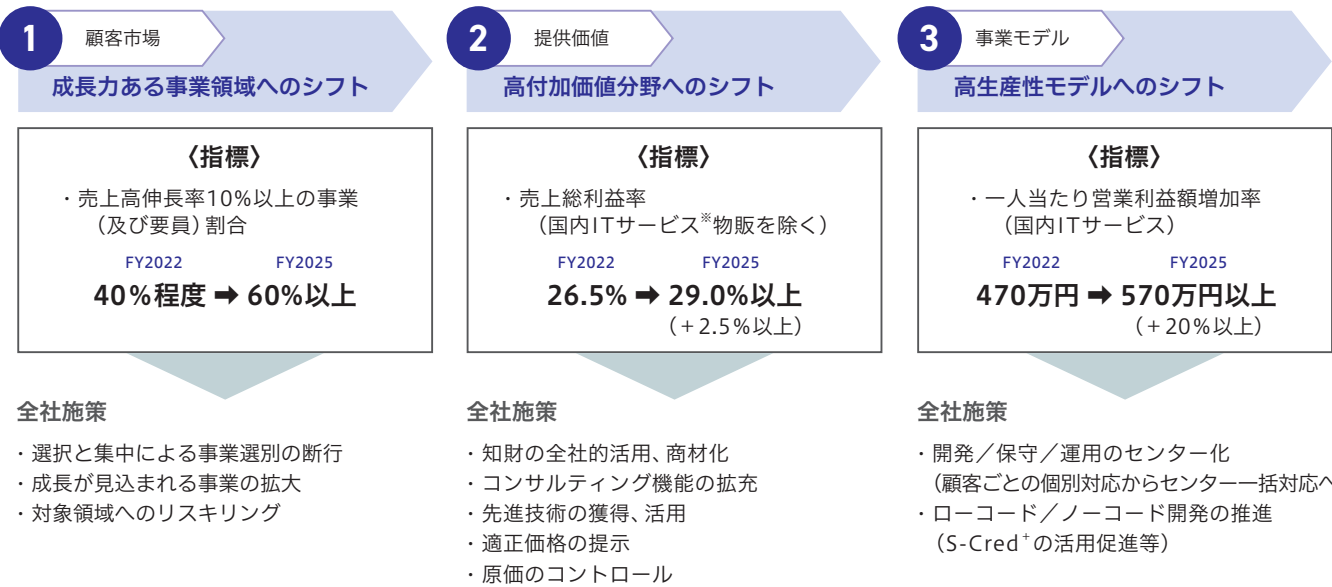 1
顧客市場
成長力ある事業領域へのシフト
〈指標〉
・売上高伸長率10%以上の事業
（及び要員）割合
FY2022 FY2025
40%程度 ➡ 60%以上
全社施策
・選択と集中による事業選別の断行
・成長が見込まれる事業の拡大
・対象領域へのリスキリング
2
提供価値
高付加価値分野へのシフト
〈指標〉
・売上総利益率
（国内ITサービス※物販を除く）
FY2022 FY2025
26.5% ➡ 29.0%以上
（+2.5%以上）
全社施策
・知財の全社的活用、商材化
・コンサルティング機能の拡充
・先進技術の獲得、活用
・適正価格の提示
・原価のコントロール
3
事業モデル
高生産性モデルへのシフト
〈指標〉
・一人当たり営業利益額増加率
（国内ITサービス）
FY2022 FY2025
470万円 ➡ 570万円以上
（+20%以上）
全社施策
・開発／保守／運用のセンター化
（顧客ごとの個別対応からセンター一括対応へ
・ローコード／ノーコード開発の推進
（S-Cred+の活用促進等）